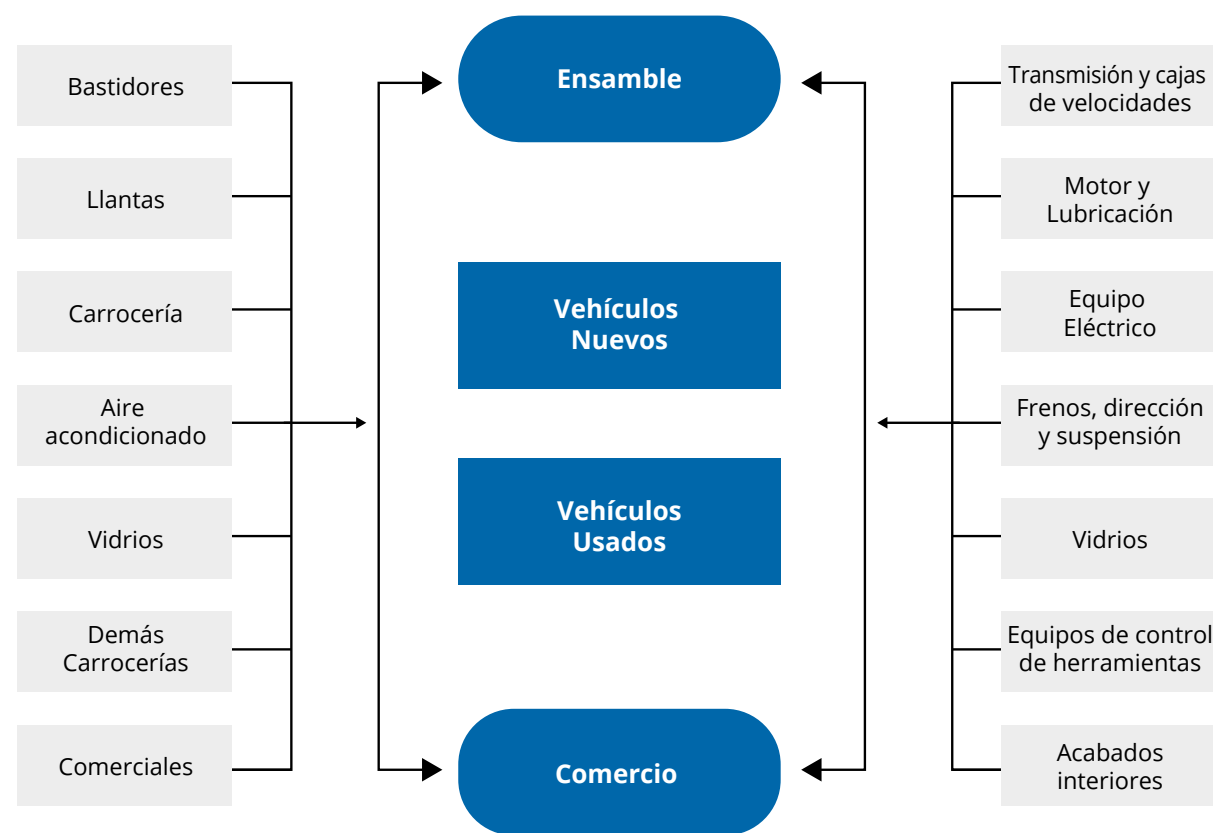 Bastidores
Llantas
Carrocería
Aire
acondicionado
Vidrios
Demás
Carrocerías
Comerciales
Ensamble
Vehículos
Nuevos
Vehículos
Usados
Comercio
Transmisión y cajas
de velocidades
Motor y
Lubricación
Equipo
Eléctrico
Frenos, dirección
y suspensión
Vidrios
Equipos de control
de herramientas
Acabados
interiores